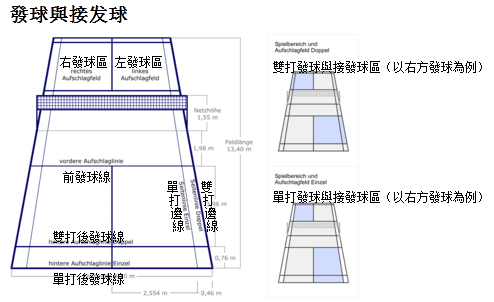 發球與接发球
右發球區
左發球區
rechtes
Aufschlagfeld
linkes
Aufschlagfeld
Netzhöhe
1,55 m
Feldlänge
13,40 m
1,98 m
vordere Aufschlaglinie
前發球線
單打邊線
Seitenlinie Einzel
Seitenlinie Doppel
雙打邊線
雙打後發球線
0,76 m
hintere Aufschlaglinie Einzel
單打後發球線
2,554 m
0,46 m
Spielbereich und
Aufschlagfeld Doppel
雙打發球與接發球區（以右方發球為例）
Spielbereich und
Aufschlagfeld Einzel
單打發球與接發球區（以右方發球為例）